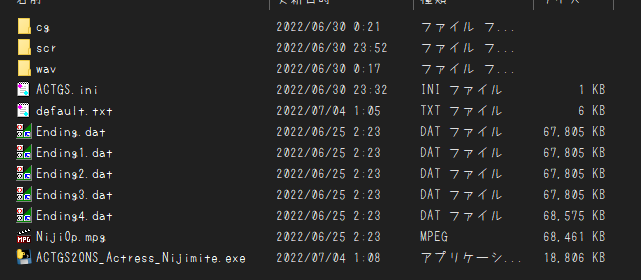 名前 更新日時 種類 サイズ
cg 2022/06/30 0:21 ファイル フ...
scr 2022/06/30 23:52 ファイル フ...
wav 2022/06/30 0:17 ファイル フ...
ACTGS.ini 2022/06/30 23:32 INI ファイル 1 KB
default.txt 2022/07/04 1:05 TXT ファイル 6 KB
Ending.dat 2022/06/25 2:23 DAT ファイル 67,805 KB
Ending1.dat 2022/06/25 2:23 DAT ファイル 67,805 KB
Ending2.dat 2022/06/25 2:23 DAT ファイル 67,805 KB
Ending3.dat 2022/06/25 2:23 DAT ファイル 67,805 KB
Ending4.dat 2022/06/25 2:23 DAT ファイル 68,575 KB
NijiOp.mpg 2022/06/25 2:23 MPEG 68,461 KB
ACTGS2ONS_Actress_Nijimite.exe 2022/07/04 1:08 アプリケーシ... 18,806 KB